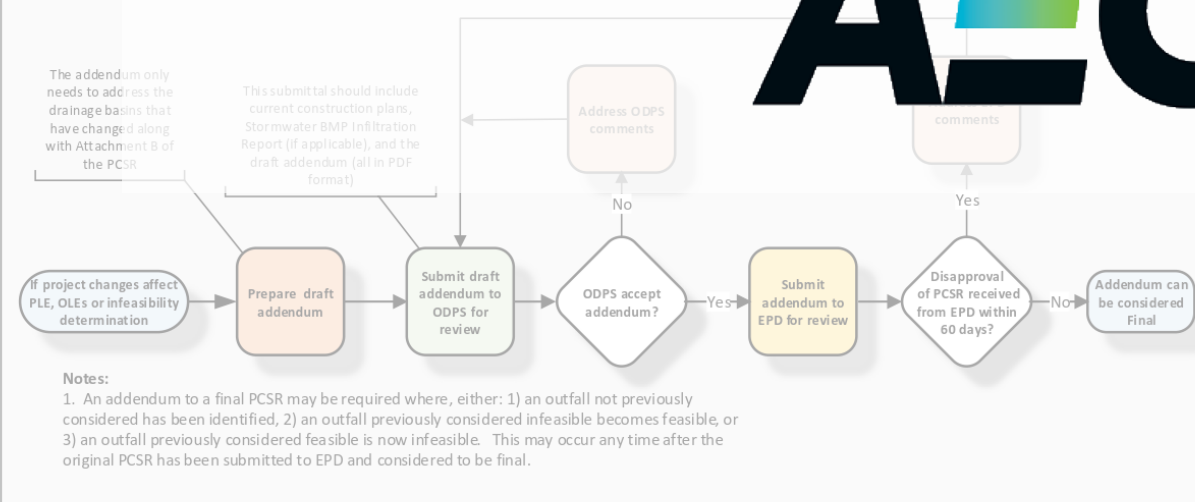 AEC
The addendum only
needs to address the
drainage basins that
have changed along
with Attachment B of
the PCSR
This submittal should include
current construction plans,
Stormwater BMP Infiltration
Report (if applicable), and the
draft addendum (all in PDF
format)
Address ODPS
comments
comments
No
Yes
If project changes affect
PLE, OLEs or infeasibility
determination
Prepare draft
addendum
Submit draft
addendum to
ODPS for
review
ODPS accept
addendum?
Yes
Submit
addendum to
EPD for review
Disapproval
of PCSR received
from EPD within
60 days?
No
Addendum can
be considered
Final
Notes:
1. An addendum to a final PCSR may be required where, either: 1) an outfall not previously
considered has been identified, 2) an outfall previously considered infeasible becomes feasible, or
3) an outfall previously considered feasible is now infeasible. This may occur any time after the
original PCSR has been submitted to EPD and considered to be final.